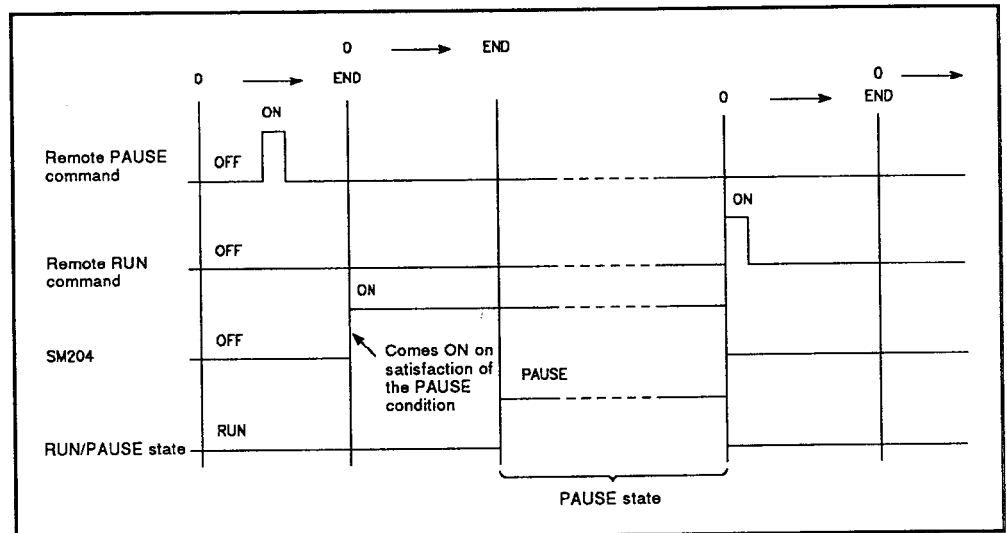 0 → END
0 →
0 → END
0 → END
ON
Remote PAUSE
command
OFF
ON
Remote RUN
command
OFF
ON
SM204
OFF
Comes ON on
satisfaction of
the PAUSE
condition
PAUSE
RUN/PAUSE state
RUN
PAUSE state